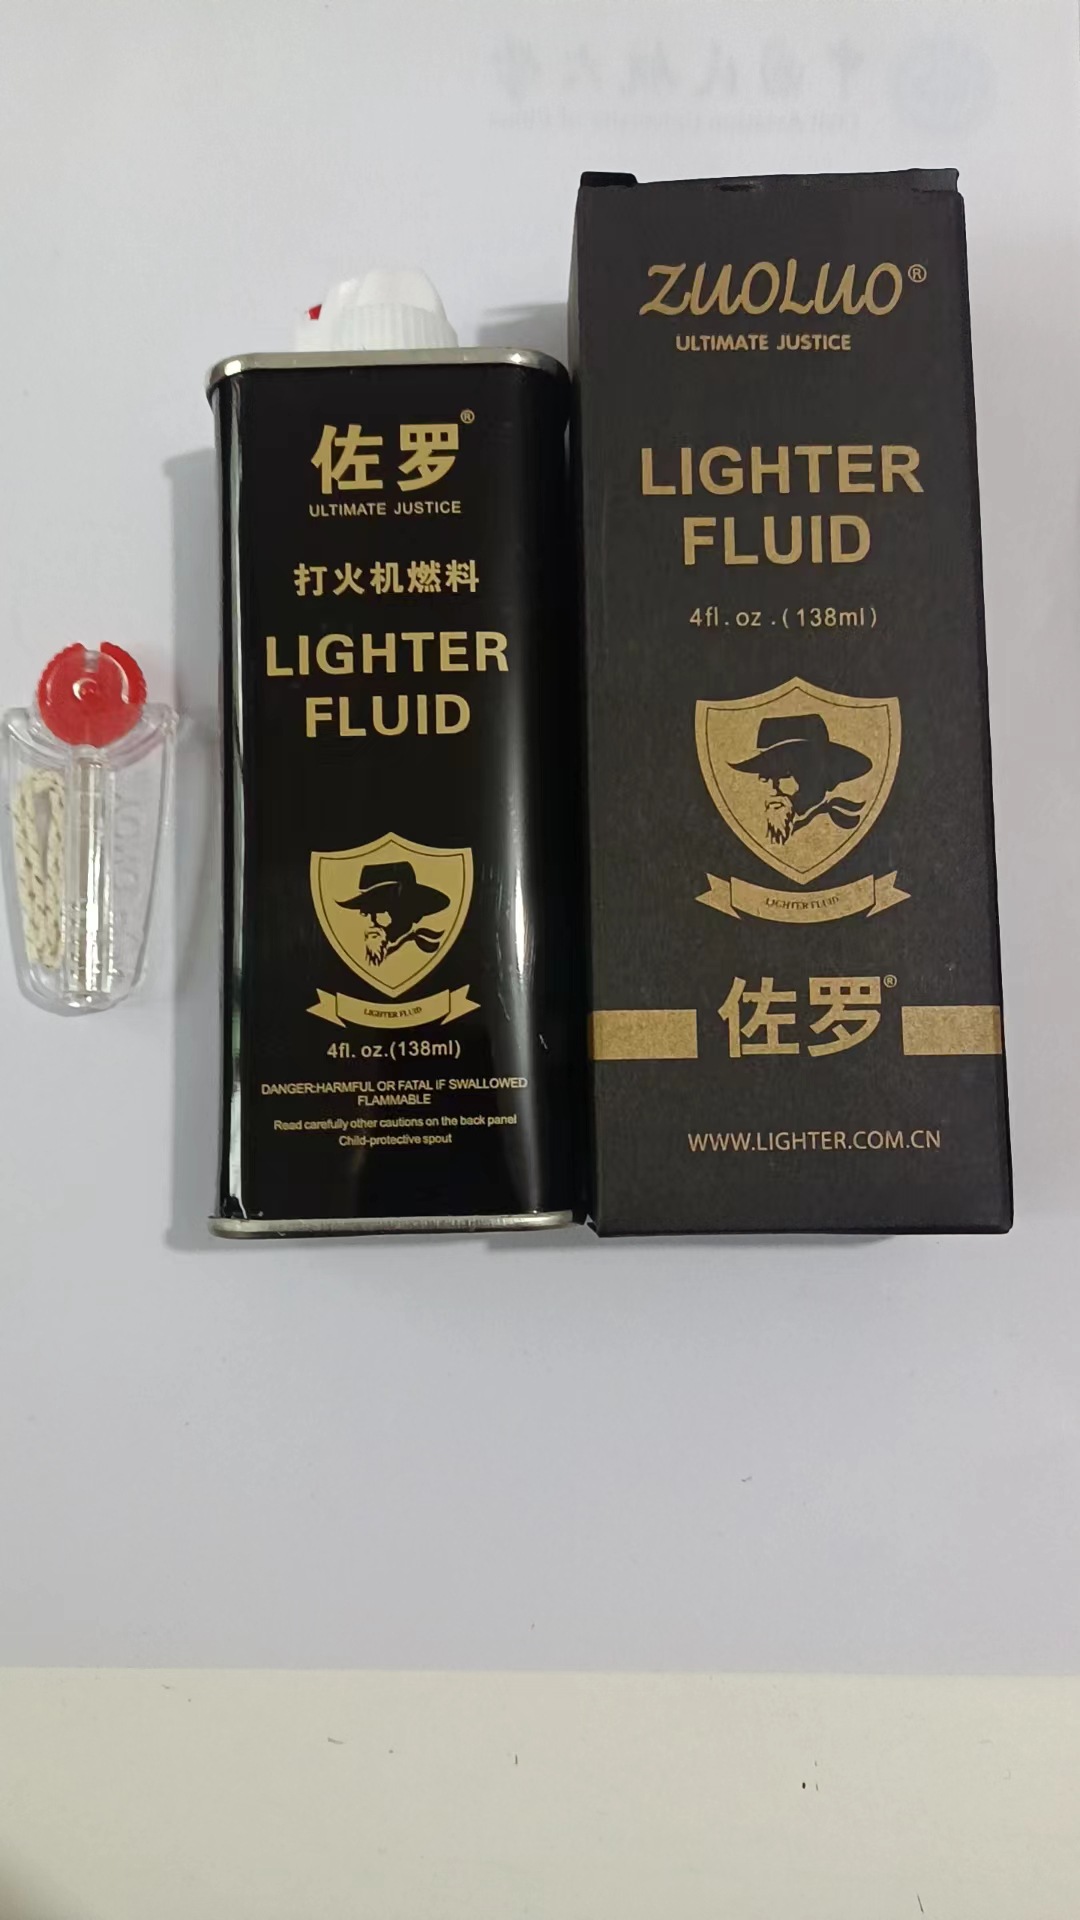 佐罗®
ULTIMATE JUSTICE
打火机燃料
LIGHTER
FLUID
LIGHTER FLUID
4fl. oz.(138ml)
DANGER:HARMFUL OR FATAL IF SWALLOWED
FLAMMABLE
Read carefully other cautions on the back panel
Child-protective spout
ZUOLUO®
ULTIMATE JUSTICE
LIGHTER
FLUID
4fl.oz.(138ml)
LIGHTER FLUID
佐罗®
WWW.LIGHTER.COM.CN